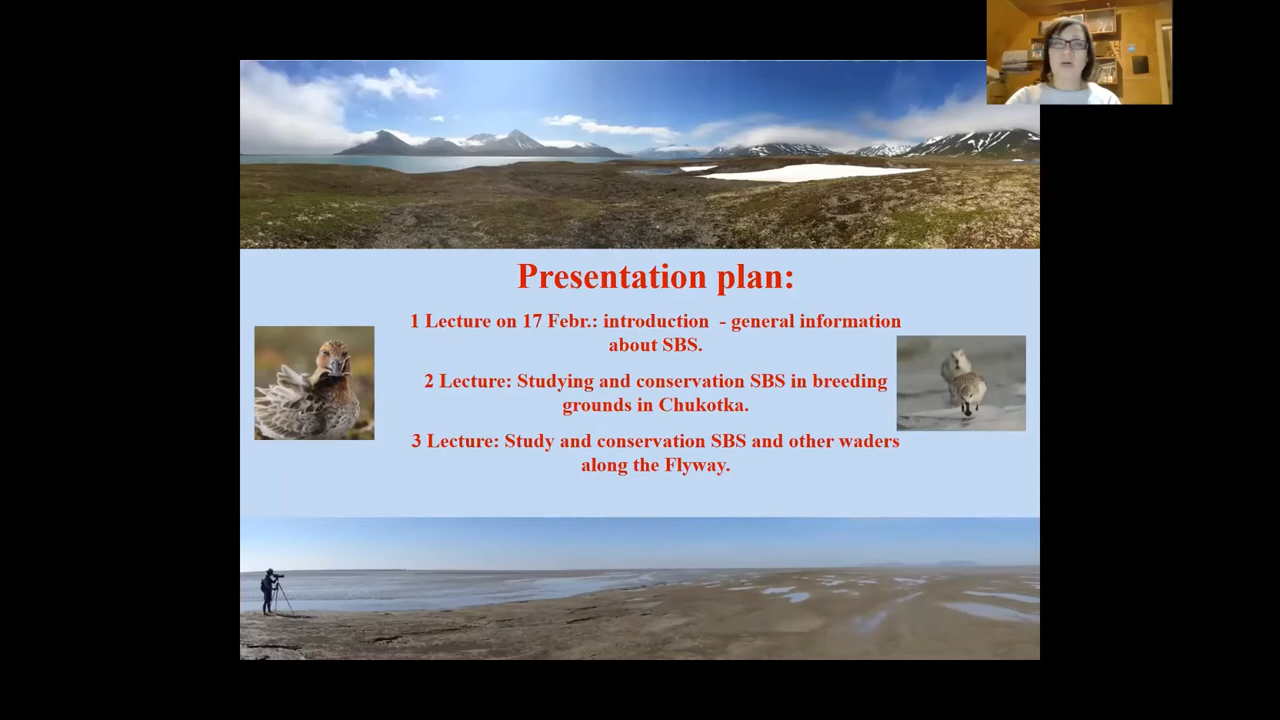 Presentation plan:
1 Lecture on 17 Febr.: introduction - general information
about SBS.
2 Lecture: Studying and conservation SBS in breeding
grounds in Chukotka.
3 Lecture: Study and conservation SBS and other waders
along the Flyway.